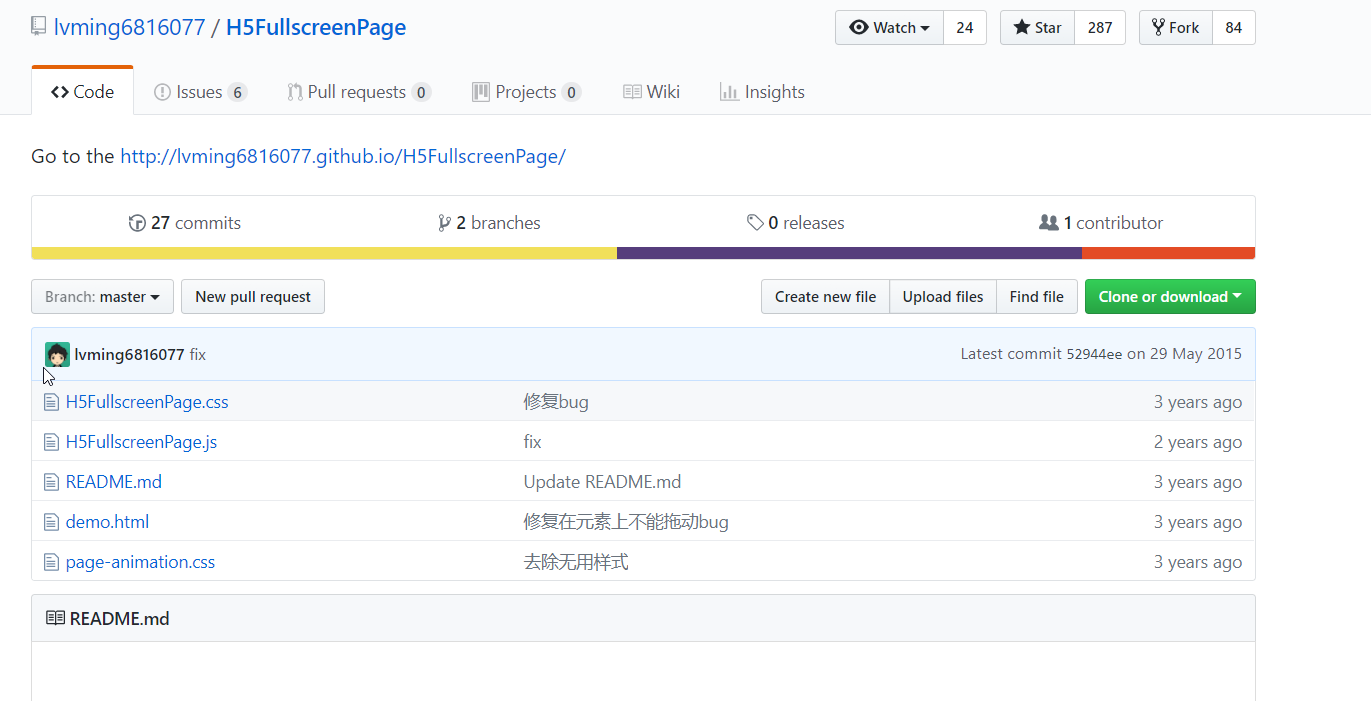 lvming6816077 / H5FullscreenPage
Watch 24 Star 287 Fork 84
Code Issues 6 Pull requests 0 Projects 0 Wiki Insights
Go to the http://lvming6816077.github.io/H5FullscreenPage/
27 commits 2 branches 0 releases 1 contributor
Branch: master New pull request Create new file Upload files Find file Clone or download
lvming6816077 fix Latest commit 52944ee on 29 May 2015
H5FullscreenPage.css 修复bug 3 years ago
H5FullscreenPage.js fix 2 years ago
README.md Update README.md 3 years ago
demo.html 修复在元素上不能拖动bug 3 years ago
page-animation.css 去除无用样式 3 years ago
README.md